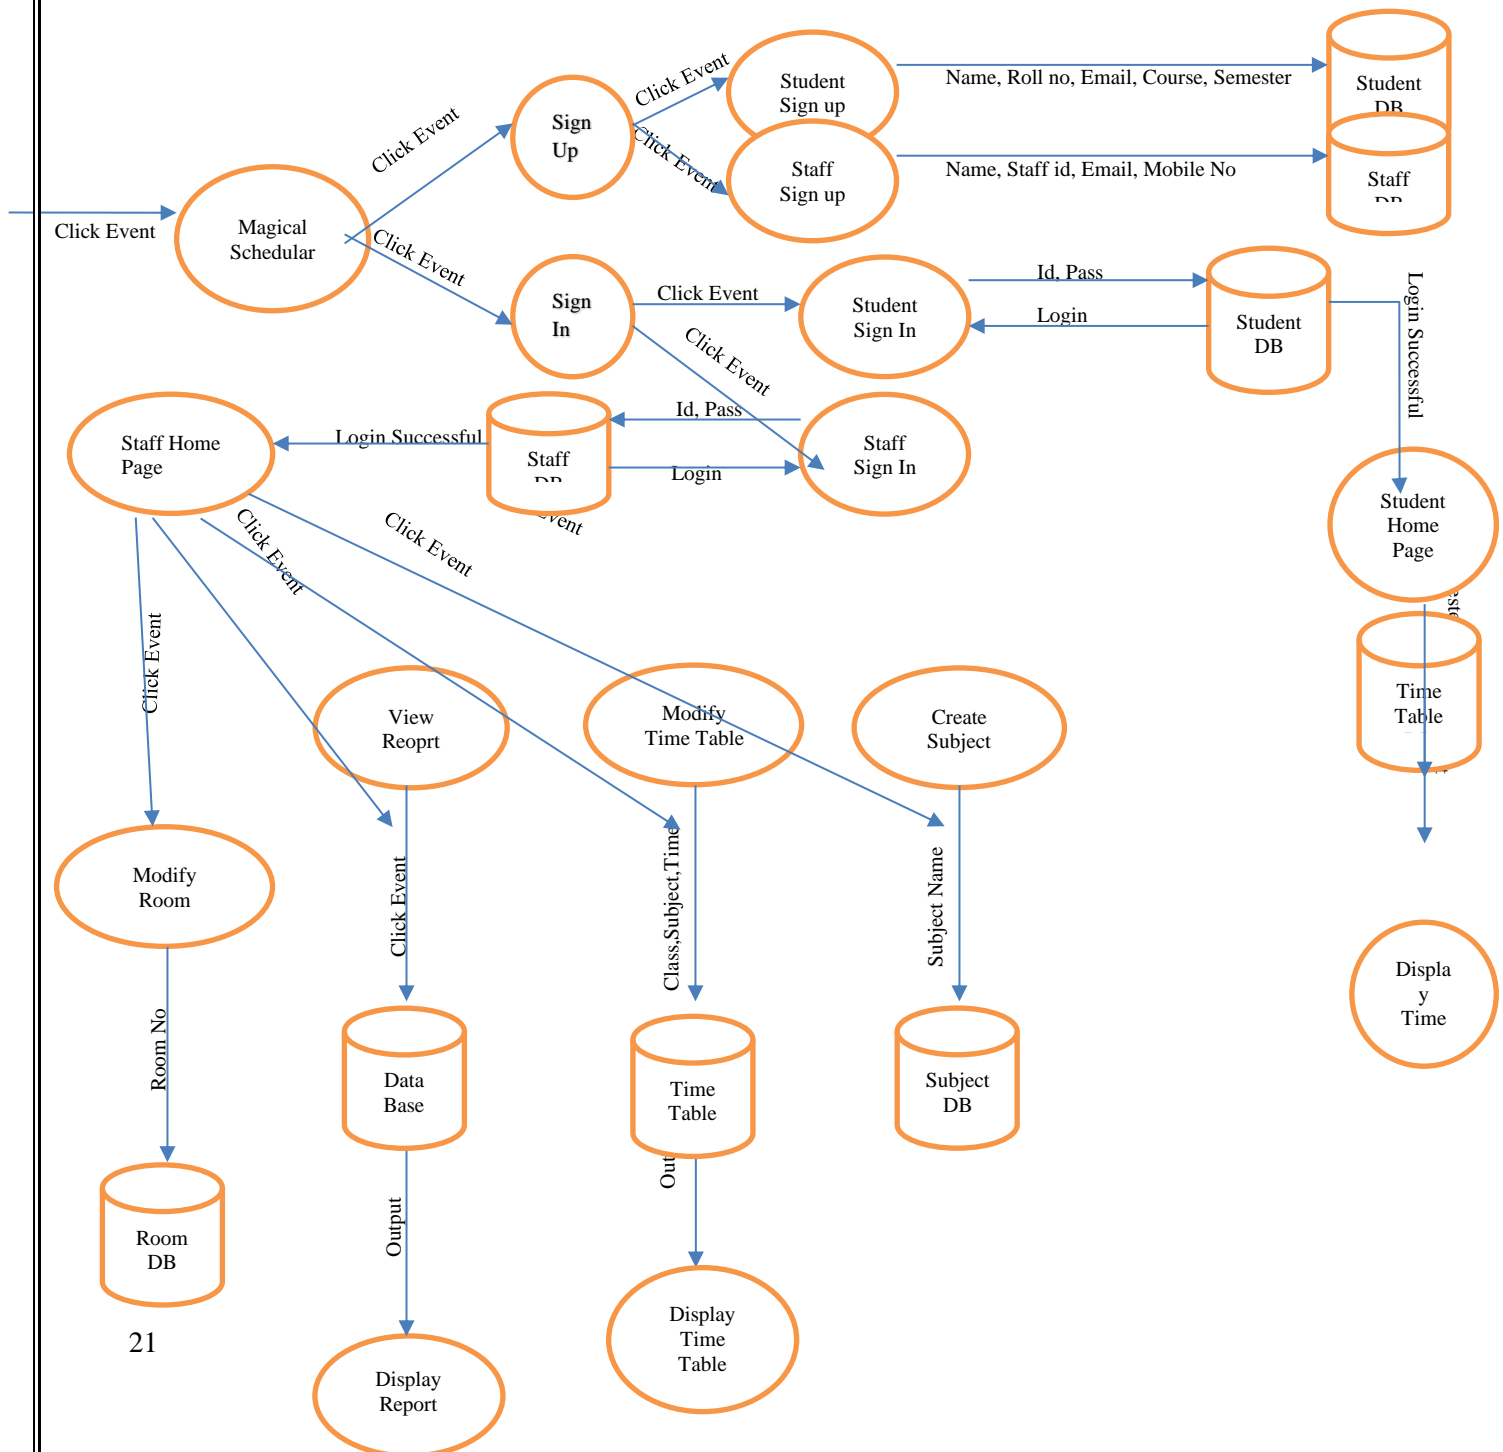 Click Event
Magical
Schedular
Click Event
Click Event
Sign
Up
Click Event
Click Event
Student
Sign up
Staff
Sign up
Name, Roll no, Email, Course, Semester
Name, Staff id, Email, Mobile No
Student
DB
Staff
DB
Sign
In
Click Event
Click Event
Student
Sign In
Id, Pass
Login
Student
DB
Login Successful
Staff Home
Page
Login Successful
Staff
DB
Id, Pass
Login
Staff
Sign In
Student
Home
Page
Click Event
Click Event
Event
Click Event
View
Reoprt
Modify
Time Table
Create
Subject
Time
Table
Modify
Room
Click Event
Class,Subject,Time
Subject Name
Displa
y
Time
Room No
Data
Base
Time
Table
Subject
DB
Room
DB
Output
Out
Display
Time
Table
Display
Report
21